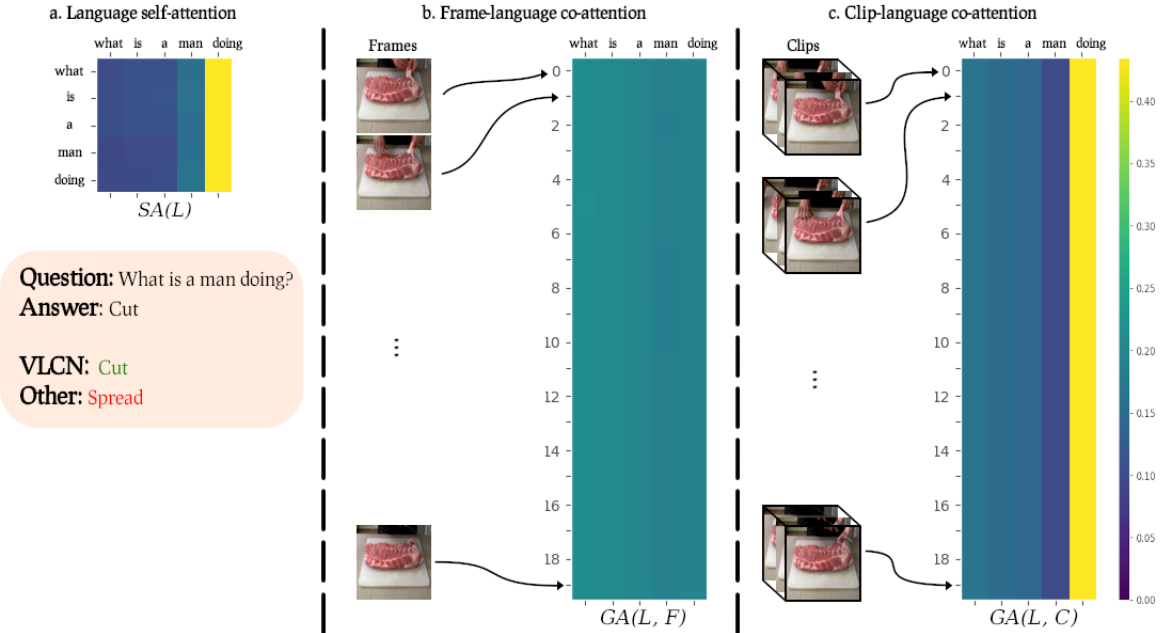 a. Language self-attention
what is a man doing
what
is
a
man
doing
SA(L)
Question: What is a man doing?
Answer: Cut
VLCN: Cut
Other: Spread
b. Frame-language co-attention
Frames
what is a man doing
0
2
4
6
8
10
12
14
16
18
GA(L, F)
c. Clip-language co-attention
Clips
what is a man doing
0
2
4
6
8
10
12
14
16
18
GA(L, C)
0.40
0.35
0.30
0.25
0.20
0.15
0.10
0.05
0.00